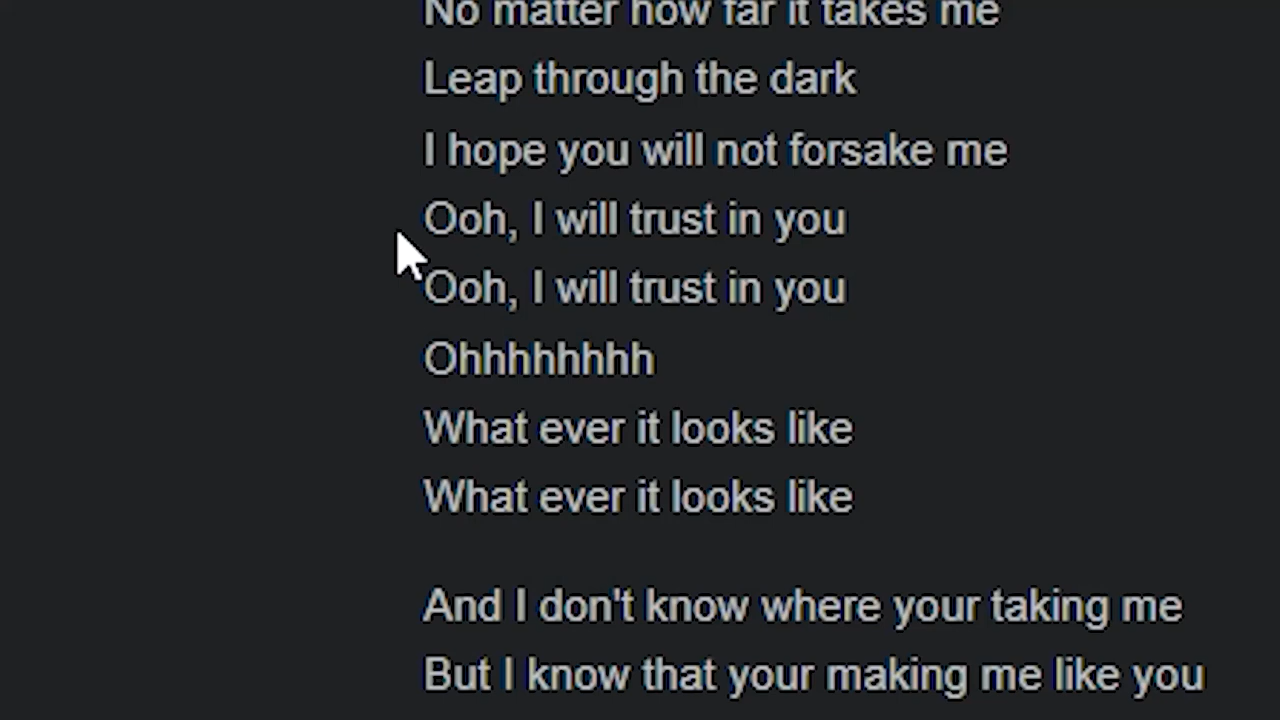 No matter how far it takes me
Leap through the dark
I hope you will not forsake me
Ooh, I will trust in you
Ooh, I will trust in you
Ohhhhhhhh
What ever it looks like
What ever it looks like
And I don't know where your taking me
But I know that your making me like you